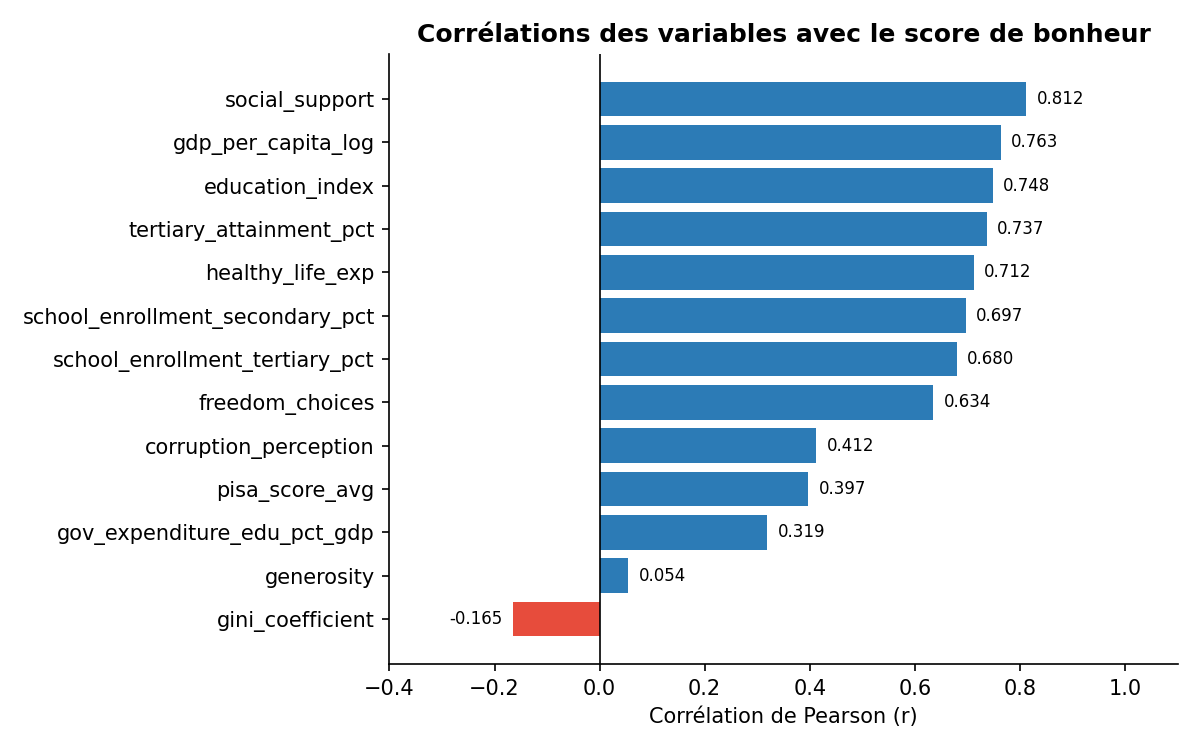 Corrélations des variables avec le score de bonheur
social_support 0.812
gdp_per_capita_log 0.763
education_index 0.748
tertiary_attainment_pct 0.737
healthy_life_exp 0.712
school_enrollment_secondary_pct 0.697
school_enrollment_tertiary_pct 0.680
freedom_choices 0.634
corruption_perception 0.412
pisa_score_avg 0.397
gov_expenditure_edu_pct_gdp 0.319
generosity 0.054
gini_coefficient -0.165
−0.4 −0.2 0.0 0.2 0.4 0.6 0.8 1.0
Corrélation de Pearson (r)